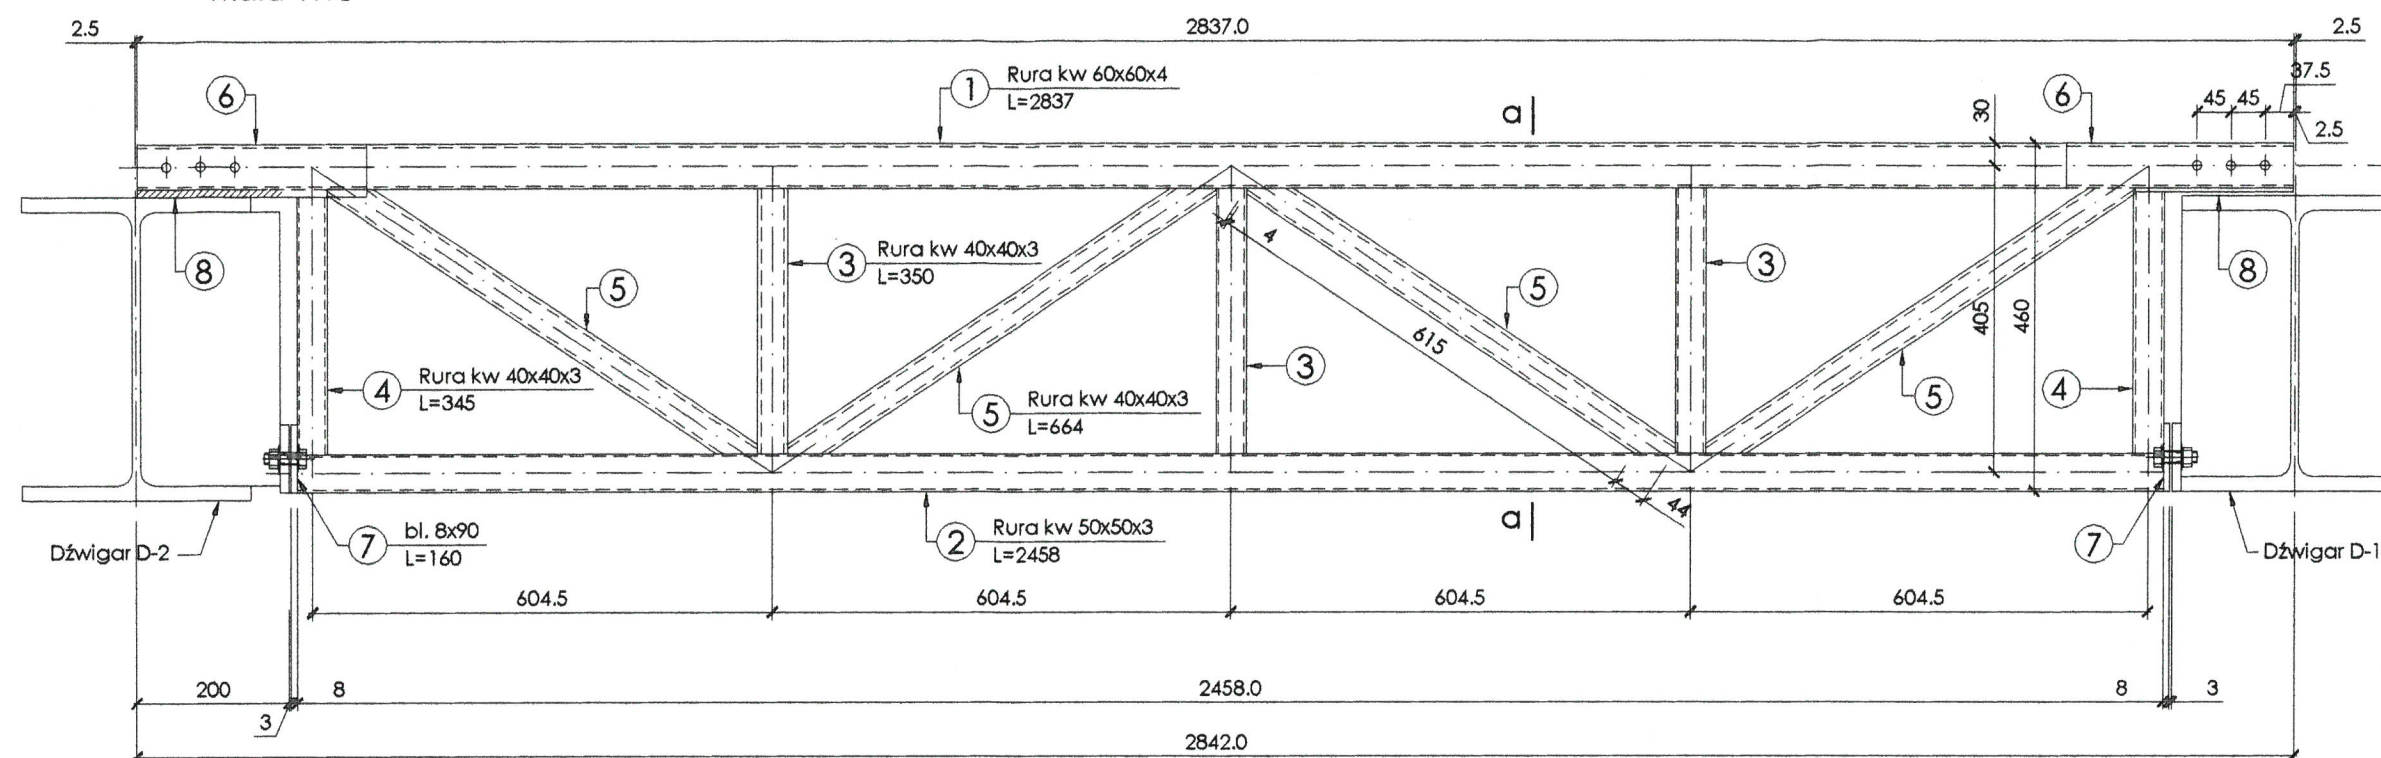 2837.0
2.5
2.5
37.5
45
45
2.5
6
1
Rura kw 60x60x4
L=2837
a
6
30
8
5
3
Rura kw 40x40x3
L=350
4
5
3
8
405
460
615
4
Rura kw 40x40x3
L=345
5
Rura kw 40x40x3
L=664
3
4
5
44
Dźwigar D-2
7
bl. 8x90
L=160
2
Rura kw 50x50x3
L=2458
a
7
Dźwigar D-1
604.5
604.5
604.5
604.5
200
3
8
2458.0
8
3
2842.0